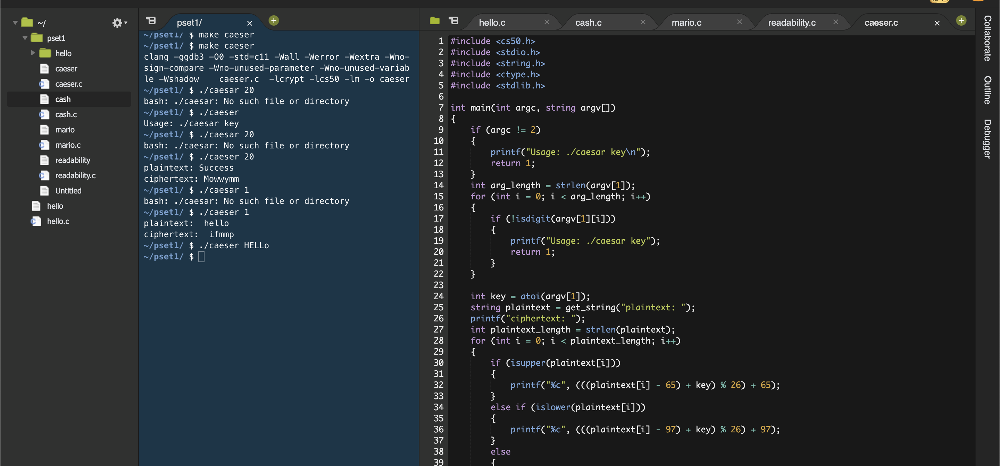 ~/
pset1
hello
caeser
caeser.c
cash
cash.c
mario
mario.c
readability
readability.c
Untitled
hello
hello.c
pset1/
~/pset1/ $ make caeser
~/pset1/ $ make caeser
clang -ggdb3 -O0 -std=c11 -Wall -Werror -Wextra -Wno-
sign-compare -Wno-unused-parameter -Wno-unused-variab
le -Wshadow    caeser.c  -lcrypt -lcs50 -lm -o caeser
~/pset1/ $ ./caesar 20
bash: ./caesar: No such file or directory
~/pset1/ $ ./caeser
Usage: ./caesar key
~/pset1/ $ ./caesar 20
bash: ./caesar: No such file or directory
~/pset1/ $ ./caeser 20
plaintext: Success
ciphertext: Mowwymm
~/pset1/ $ ./caesar 1
bash: ./caesar: No such file or directory
~/pset1/ $ ./caeser 1
plaintext:  hello
ciphertext:  ifmmp
~/pset1/ $ ./caeser HELLo
~/pset1/ $
hello.c cash.c mario.c readability.c caeser.c
1 #include <cs50.h>
2 #include <stdio.h>
3 #include <string.h>
4 #include <ctype.h>
5 #include <stdlib.h>
6
7 int main(int argc, string argv[])
8 {
9     if (argc != 2)
10     {
11         printf("Usage: ./caesar key\n");
12         return 1;
13     }
14     int arg_length = strlen(argv[1]);
15     for (int i = 0; i < arg_length; i++)
16     {
17         if (!isdigit(argv[1][i]))
18         {
19             printf("Usage: ./caesar key");
20             return 1;
21         }
22     }
23
24     int key = atoi(argv[1]);
25     string plaintext = get_string("plaintext: ");
26     printf("ciphertext: ");
27     int plaintext_length = strlen(plaintext);
28     for (int i = 0; i < plaintext_length; i++)
29     {
30         if (isupper(plaintext[i]))
31         {
32             printf("%c", (((plaintext[i] - 65) + key) % 26) + 65);
33         }
34         else if (islower(plaintext[i]))
35         {
36             printf("%c", (((plaintext[i] - 97) + key) % 26) + 97);
37         }
38         else
39         {
Collaborate
Outline
Debugger